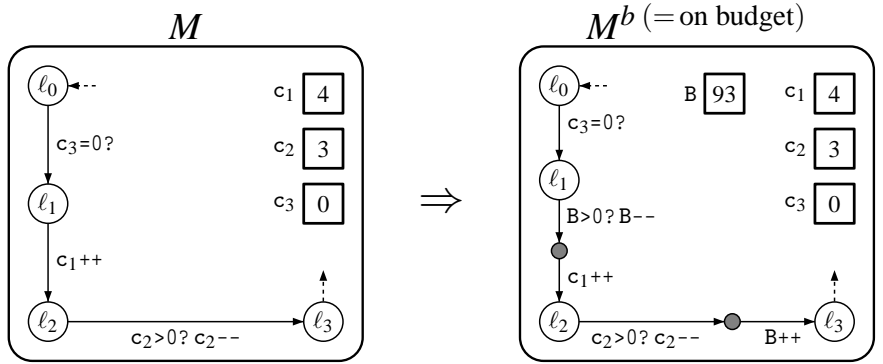 M
ℓ0
c1 4
c3=0?
c2 3
ℓ1
c3 0
c1++
ℓ2
c2>0? c2--
ℓ3
⇒
Mᵇ (= on budget)
ℓ0
B 93
c1 4
c3=0?
c2 3
ℓ1
c3 0
B>0? B--
c1++
ℓ2
c2>0? c2--
B++
ℓ3